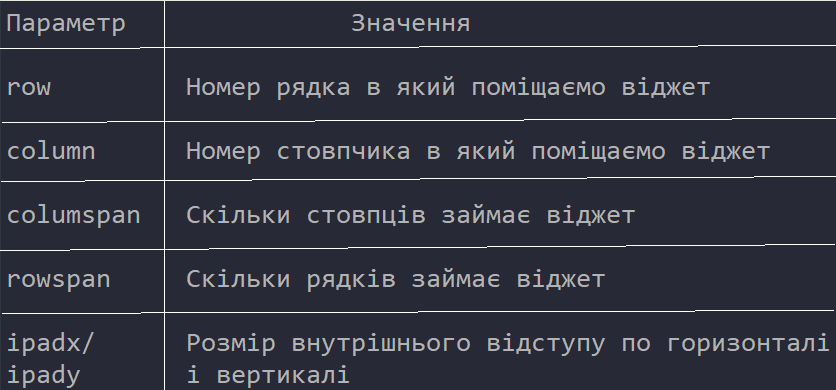 Параметр Значення
row Номер рядка в який поміщаємо віджет
column Номер стовпчика в який поміщаємо віджет
columspan Скільки стовпців займає віджет
rowspan Скільки рядків займає віджет
ipadx/ Розмір внутрішнього відступу по горизонталі
ipady і вертикалі